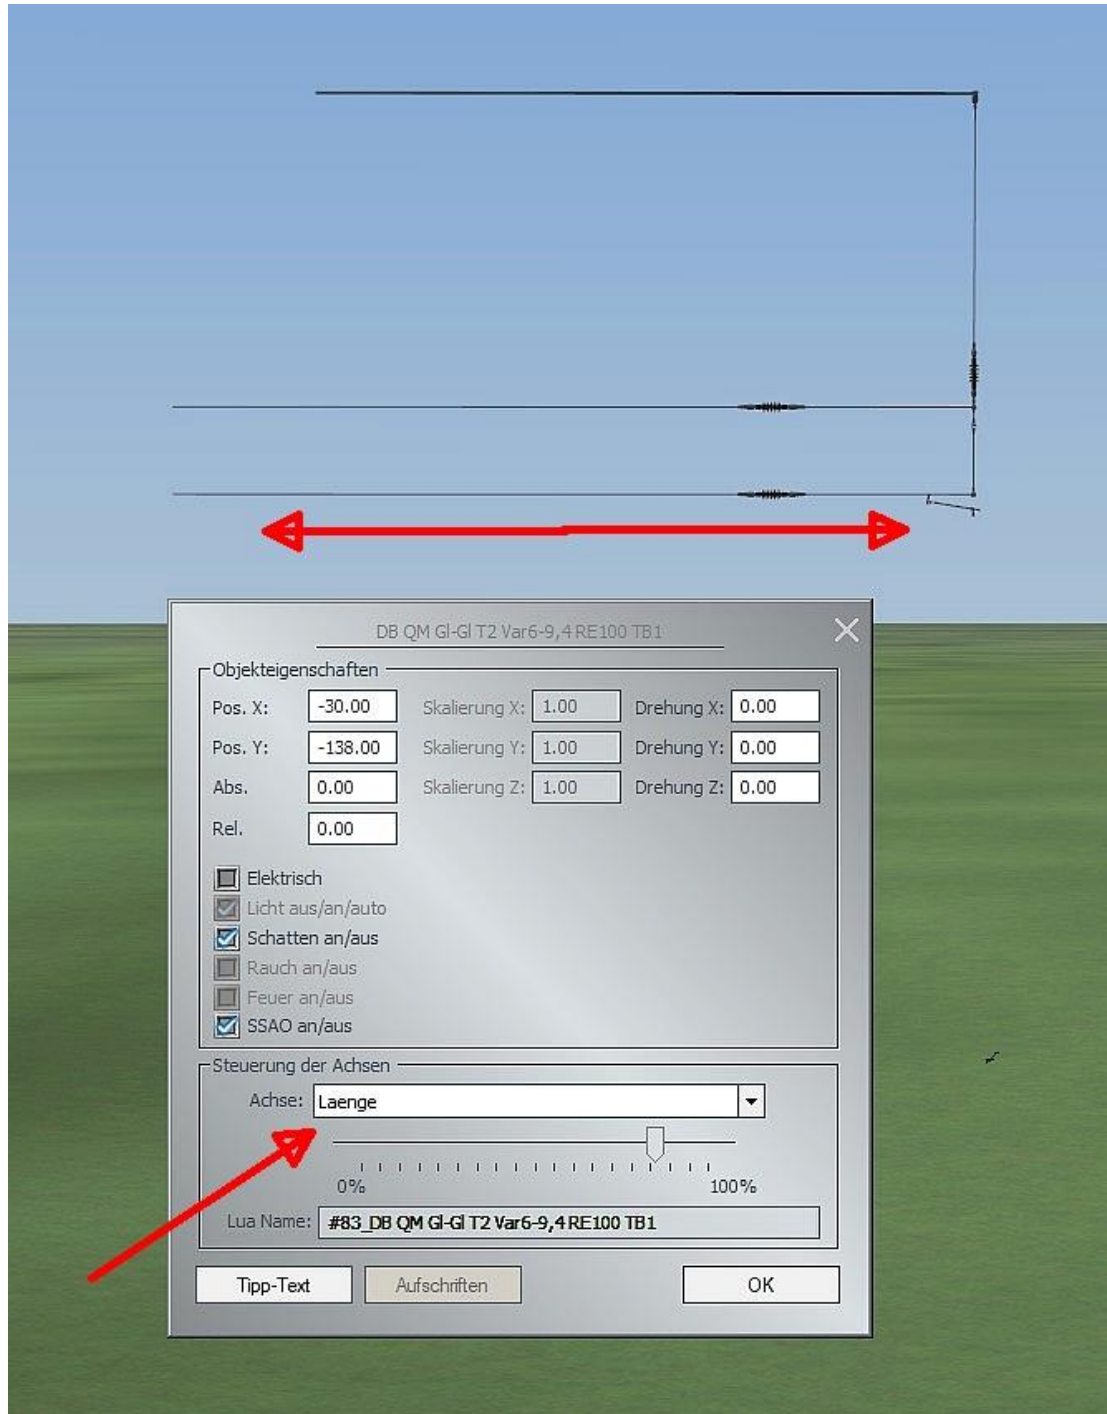 DB QM Gl-Gl T2 Var6-9,4 RE100 TB1
Objekteigenschaften
Pos. X: -30.00 Skalierung X: 1.00 Drehung X: 0.00
Pos. Y: -138.00 Skalierung Y: 1.00 Drehung Y: 0.00
Abs. 0.00 Skalierung Z: 1.00 Drehung Z: 0.00
Rel. 0.00
Elektrisch
Licht aus/an/auto
Schatten an/aus
Rauch an/aus
Feuer an/aus
SSAO an/aus
Steuerung der Achsen
Achse: Laenge
0% 100%
Lua Name: #83_DB QM Gl-Gl T2 Var6-9,4 RE100 TB1
Tipp-Text Aufschriften OK